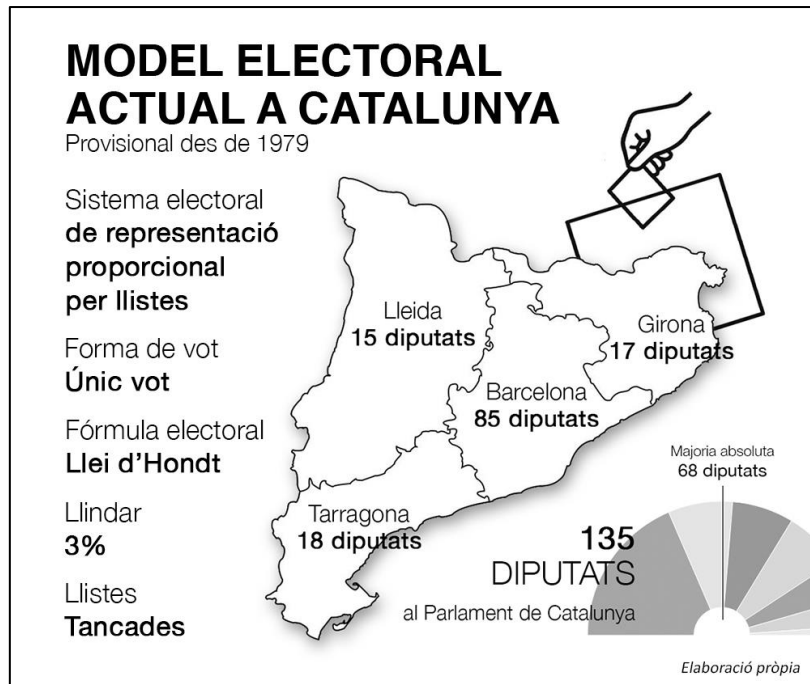 MODEL ELECTORAL
ACTUAL A CATALUNYA
Provisional des de 1979
Sistema electoral
de representació
proporcional
per llistes
Forma de vot
Únic vot
Fórmula electoral
Llei d'Hondt
Llindar
3%
Llistes
Tancades
Lleida
15 diputats
Girona
17 diputats
Barcelona
85 diputats
Tarragona
18 diputats
Majoria absoluta
68 diputats
135
DIPUTATS
al Parlament de Catalunya
Elaboració pròpia